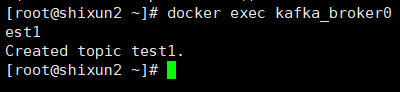 [root@shixun2 ~]# docker exec kafka_broker0
est1
Created topic test1.
[root@shixun2 ~]#